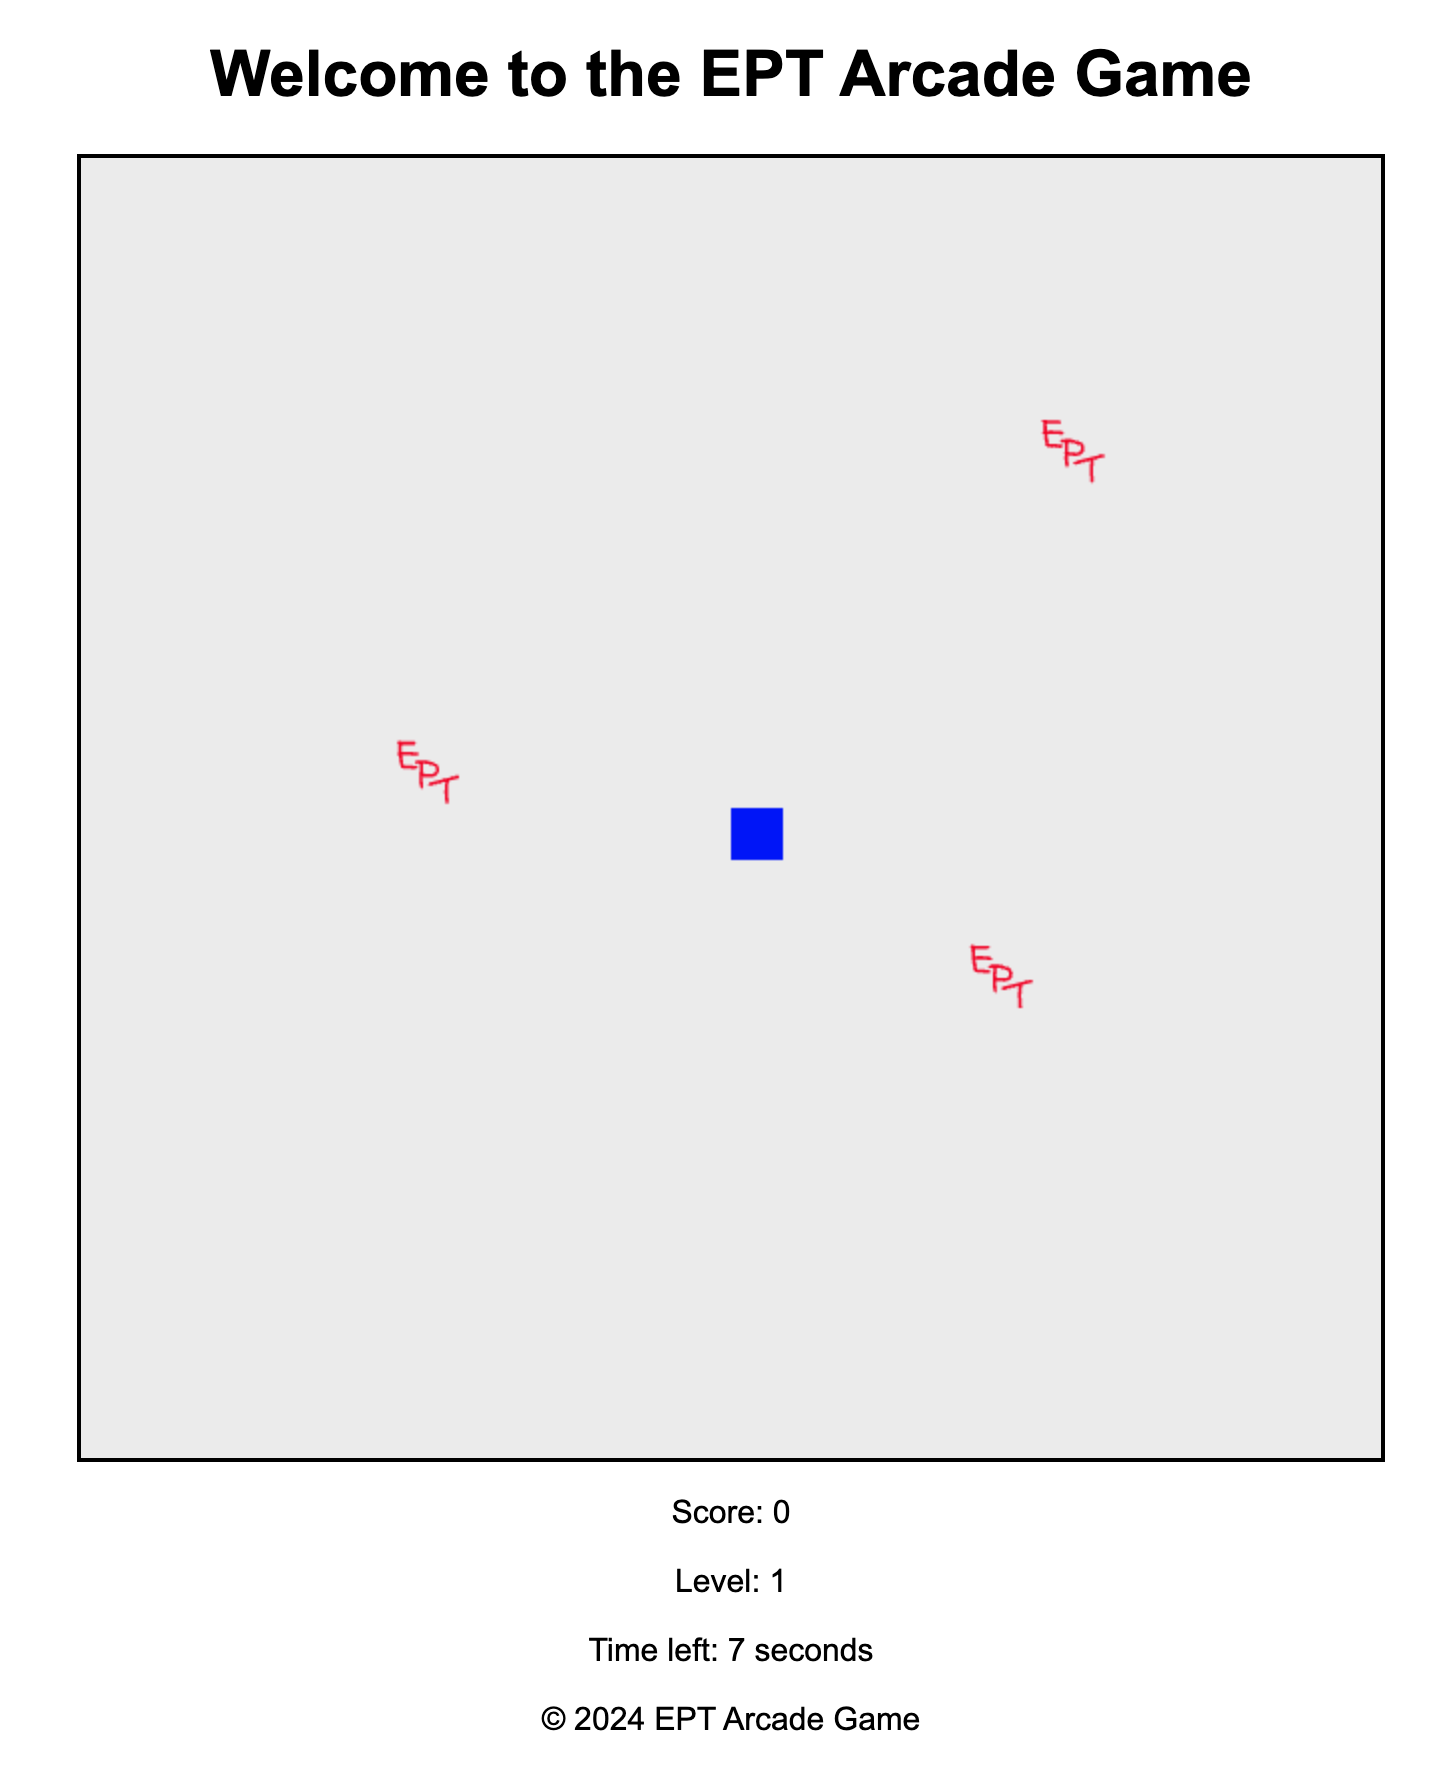 Welcome to the EPT Arcade Game
EPT
EPT
EPT
Score: 0
Level: 1
Time left: 7 seconds
© 2024 EPT Arcade Game